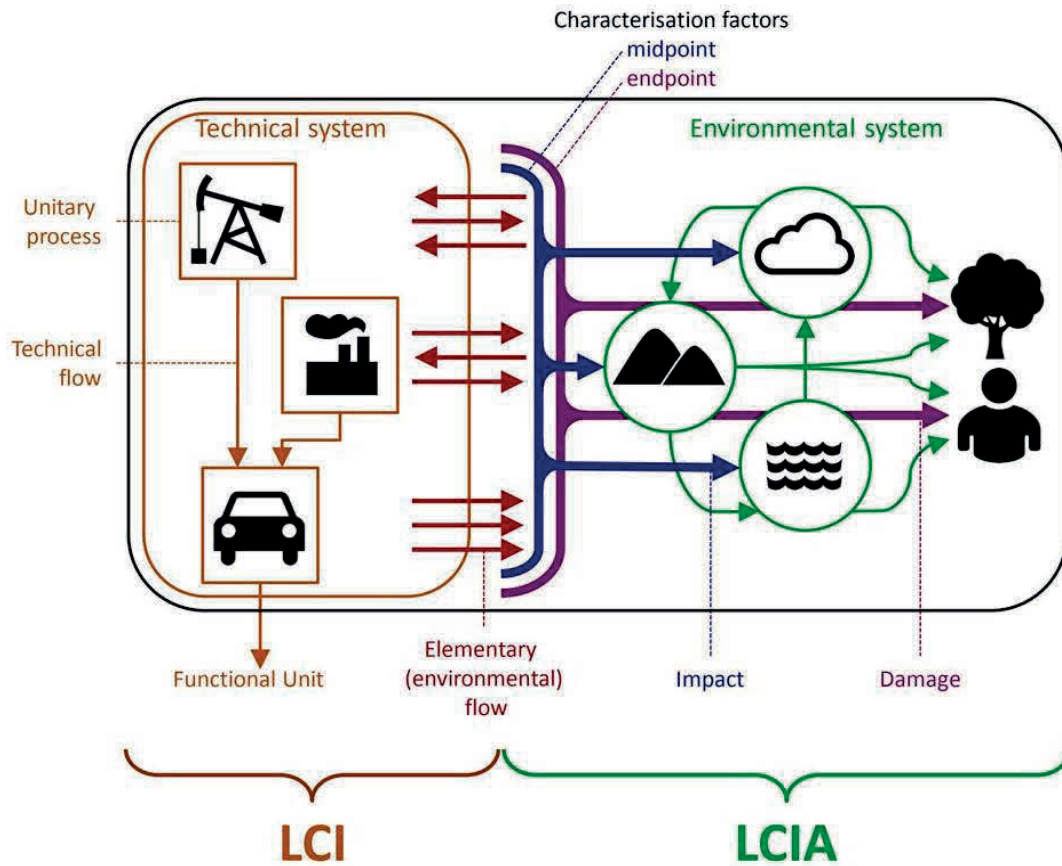 Characterisation factors
midpoint
endpoint
Technical system
Environmental system
Unitary
process
Technical
flow
Functional Unit
Elementary
(environmental)
flow
Impact
Damage
LCI
LCIA